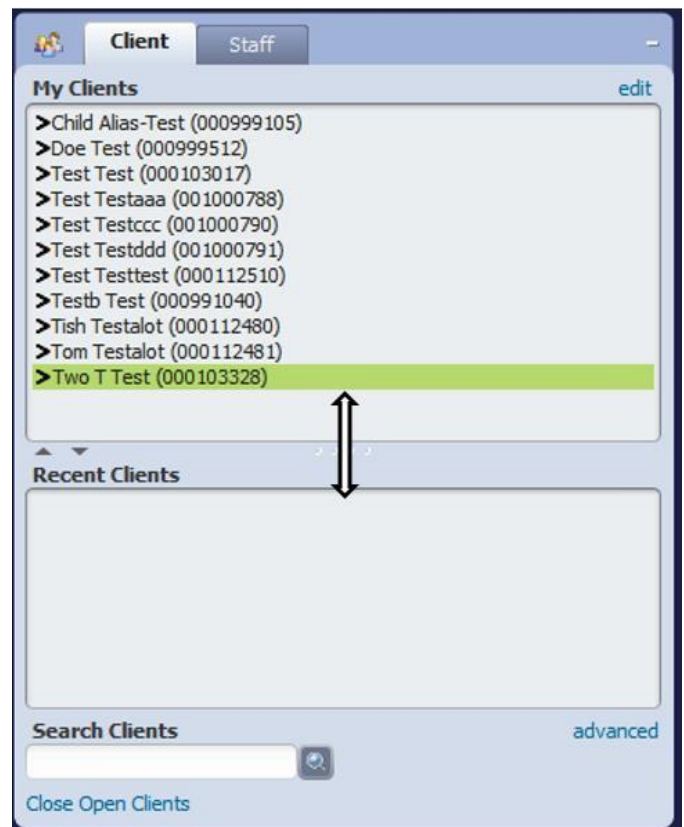 Client Staff
My Clients edit
>Child Alias-Test (000999105)
>Doe Test (000999512)
>Test Test (000103017)
>Test Testaaa (001000788)
>Test Testccc (001000790)
>Test Testddd (001000791)
>Test Testtest (000112510)
>Testb Test (000991040)
>Tish Testalot (000112480)
>Tom Testalot (000112481)
>Two T Test (000103328)
Recent Clients
Search Clients advanced
Close Open Clients